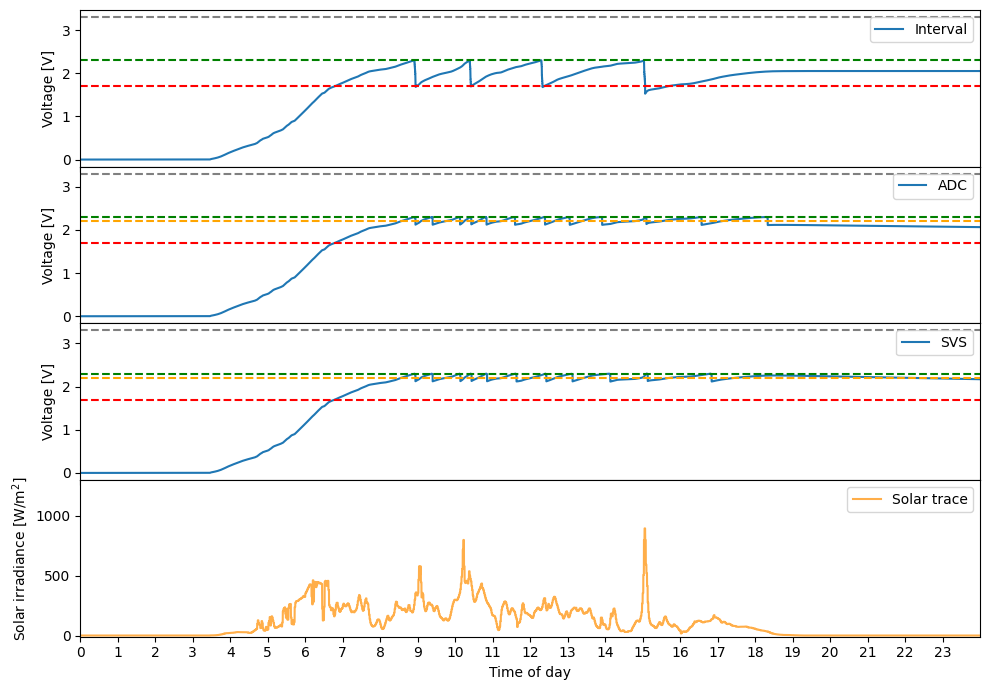 Voltage [V]
3
2
1
0
Interval
Voltage [V]
3
2
1
0
ADC
Voltage [V]
3
2
1
0
SVS
Solar irradiance [W/m²]
1000
500
0
Solar trace
0 1 2 3 4 5 6 7 8 9 10 11 12 13 14 15 16 17 18 19 20 21 22 23
Time of day